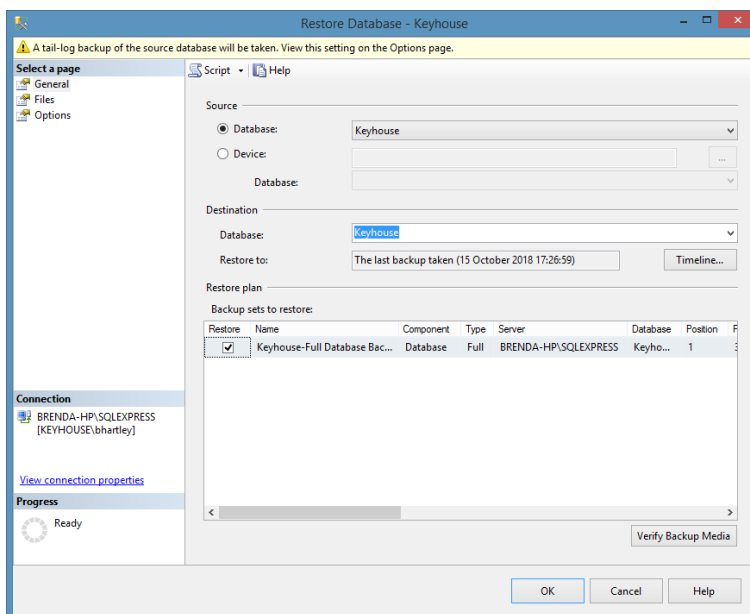 Restore Database - Keyhouse
A tail-log backup of the source database will be taken. View this setting on the Options page.
Select a page
General
Files
Options
Script
Help
Source
Database:
Keyhouse
Device:
...
Database:
Destination
Database:
Keyhouse
Restore to:
The last backup taken (15 October 2018 17:26:59)
Timeline...
Restore plan
Backup sets to restore:
Restore Name Component Type Server Database Position F
Keyhouse-Full Database Bac... Database Full BRENDA-HP\SQLEXPRESS Keyho... 1
Connection
BRENDA-HP\SQLEXPRESS
[KEYHOUSE\bhartley]
View connection properties
Progress
Ready
Verify Backup Media
OK Cancel Help